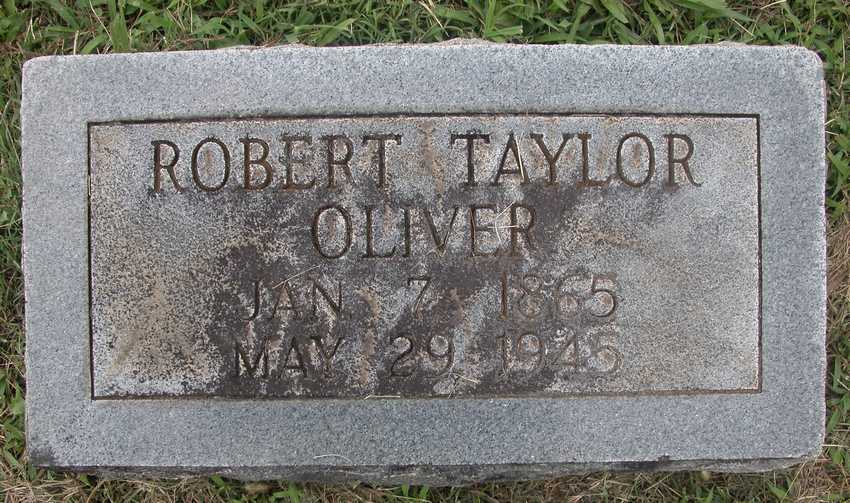 ROBERT TAYLOR
OLIVER
JAN. 7, 1865
MAY 29, 1945